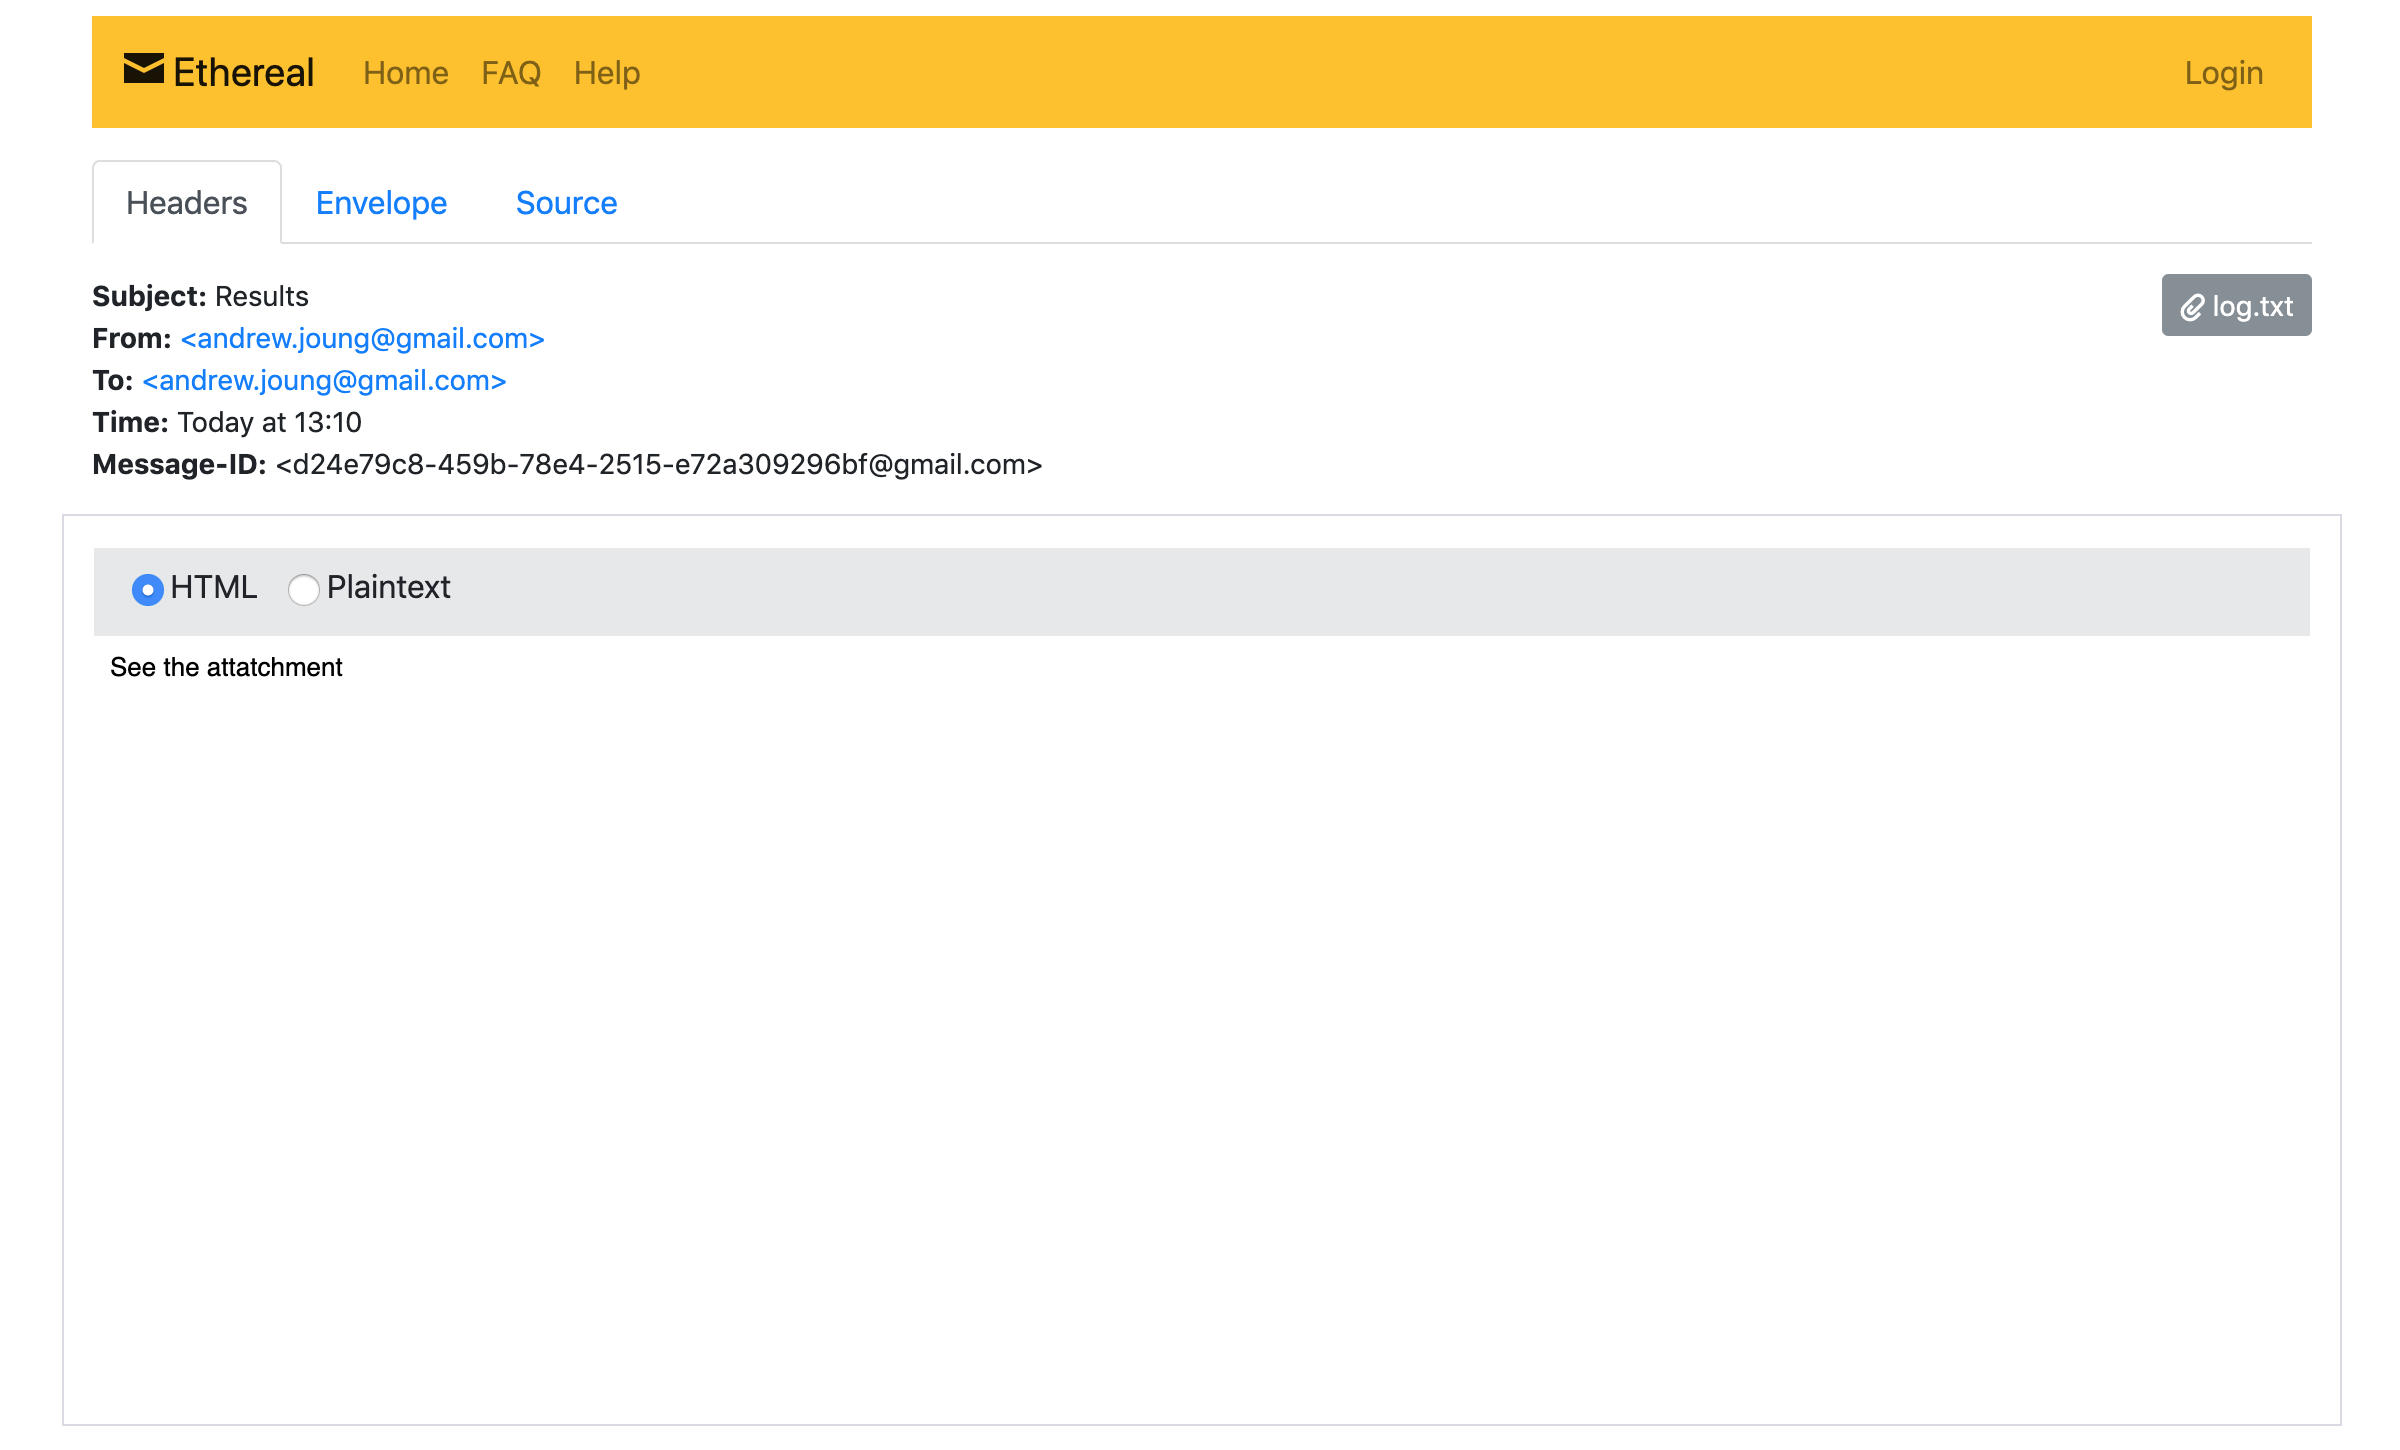 Ethereal Home FAQ Help Login
Headers Envelope Source
Subject: Results
log.txt
From: <andrew.joung@gmail.com>
To: <andrew.joung@gmail.com>
Time: Today at 13:10
Message-ID: <d24e79c8-459b-78e4-2515-e72a309296bf@gmail.com>
HTML Plaintext
See the attatchment